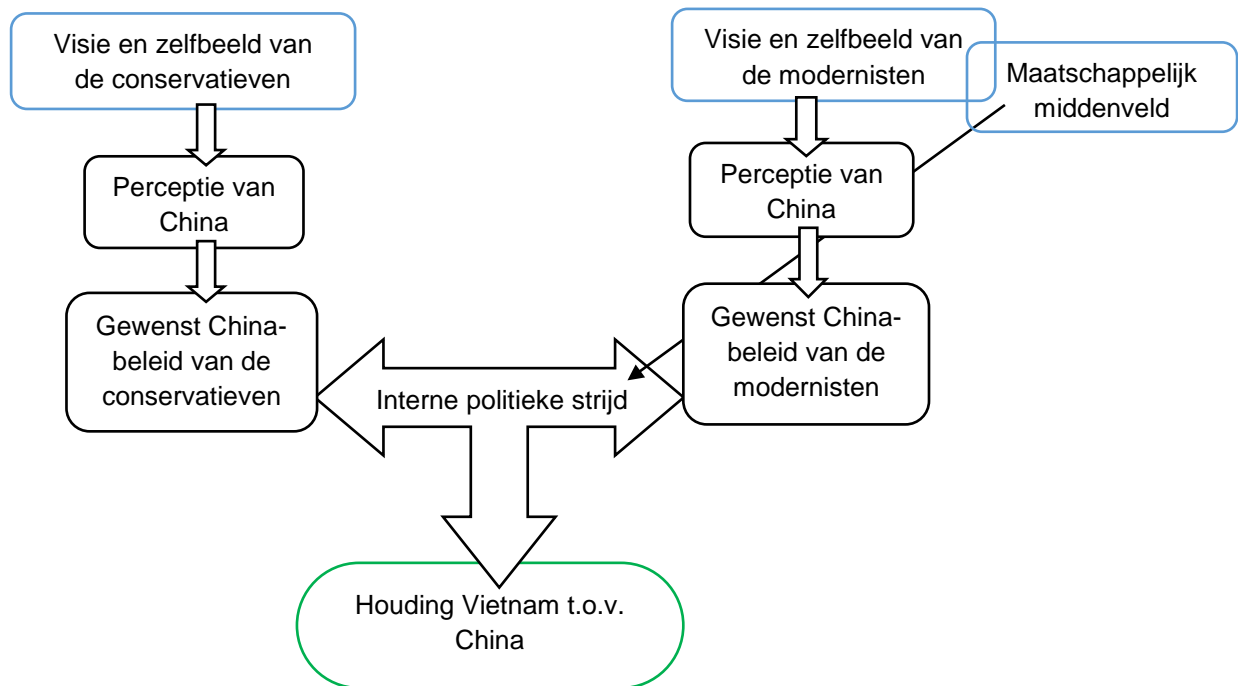 Visie en zelfbeeld van
de conservatieven
Visie en zelfbeeld van
de modernisten
Maatschappelijk
middenveld
Perceptie van
China
Perceptie van
China
Gewenst China-
beleid van de
conservatieven
Interne politieke strijd
Gewenst China-
beleid van de
modernisten
Houding Vietnam t.o.v.
China